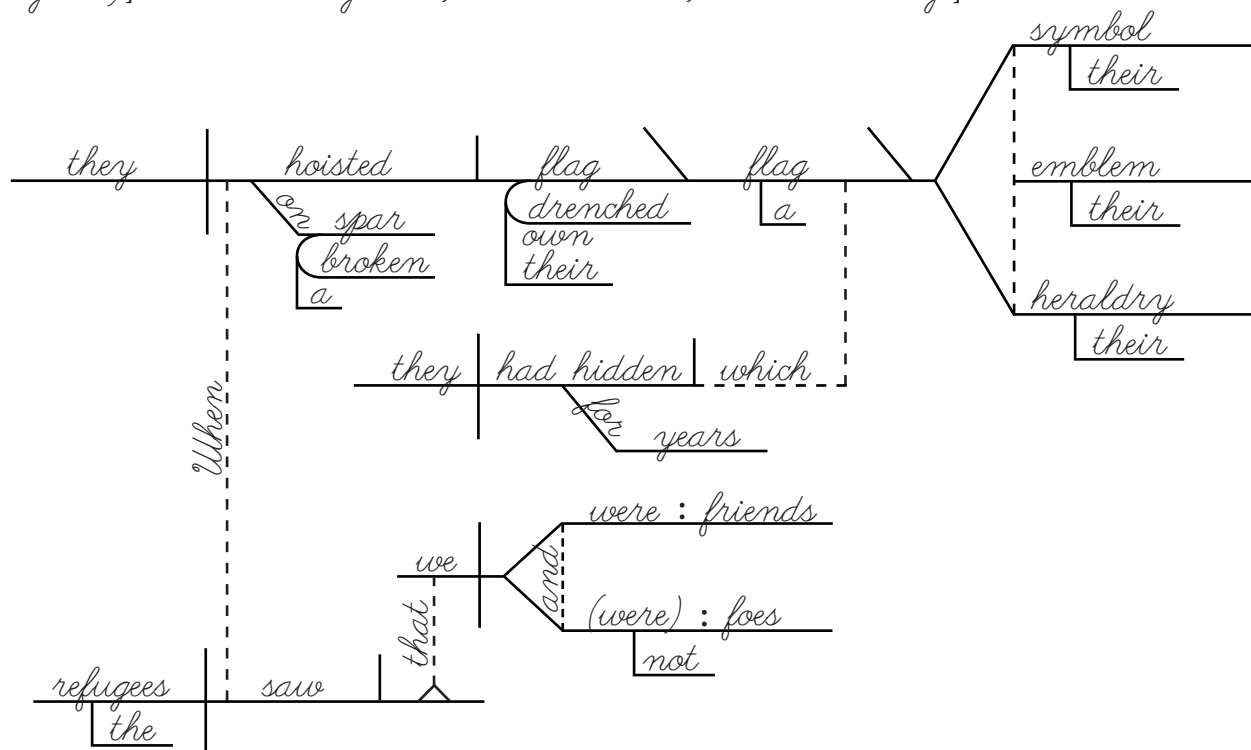 symbol
their
they hoisted flag flag
emblem
on spar
drenched
a
their
broken
own
their
a
heraldry
their
they had hidden which
for
years
When
were : friends
we
and
that
(were) : foes
not
refugees saw
the